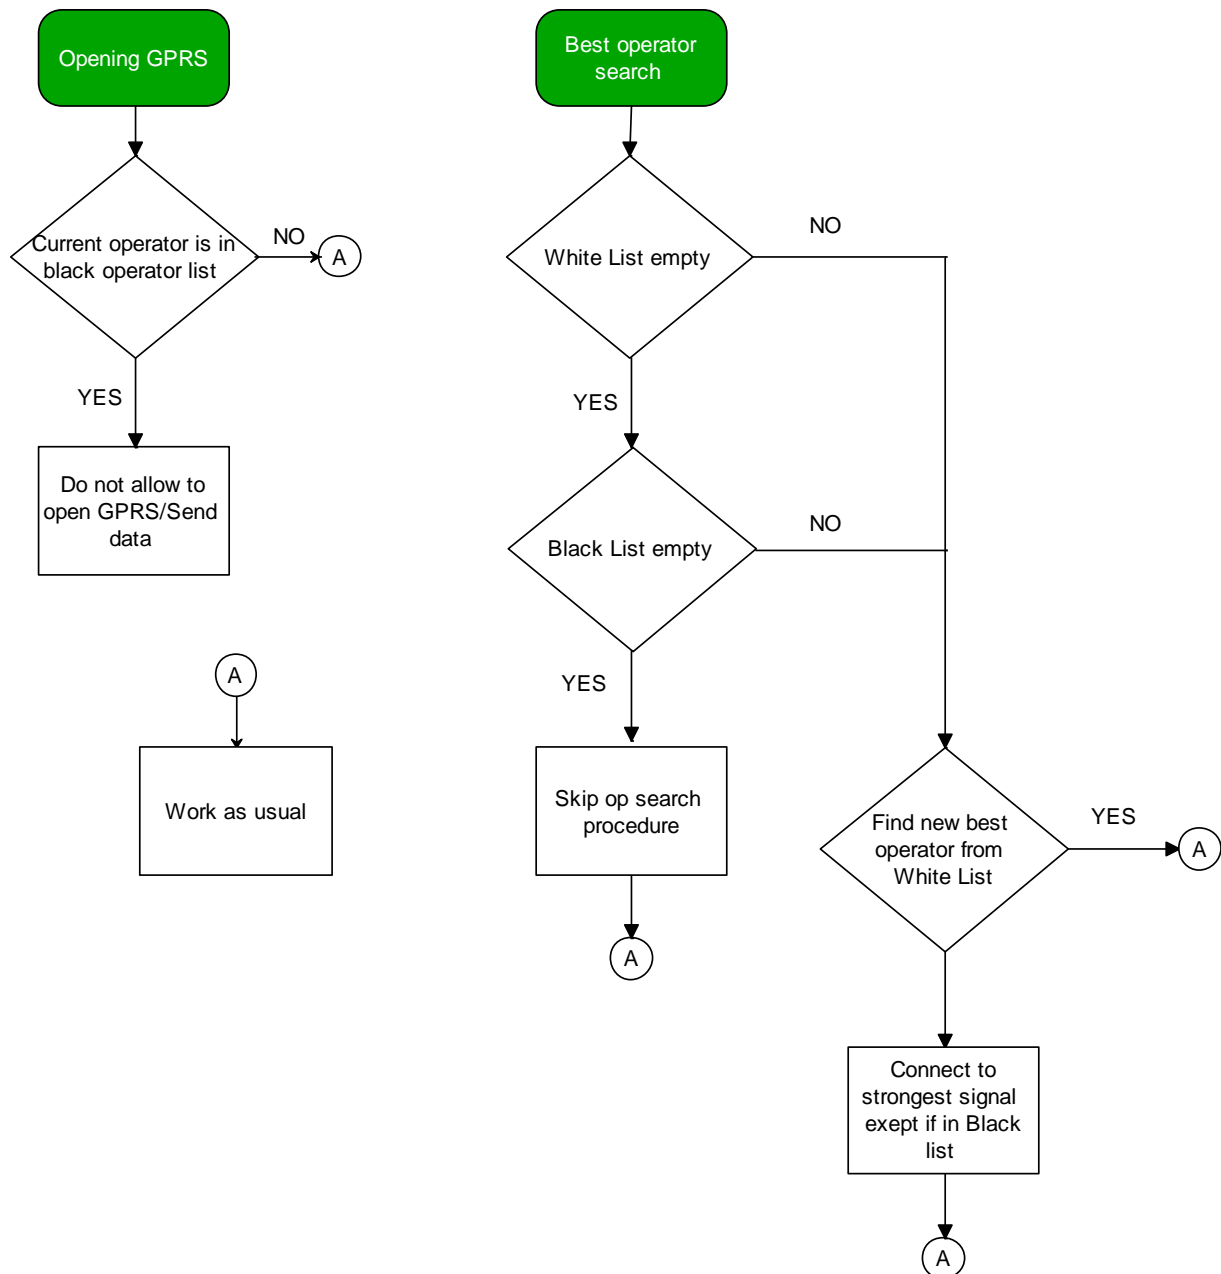 Opening GPRS
Current operator is in
black operator list
NO
A
YES
Do not allow to
open GPRS/Send
data
A
Work as usual
Best operator
search
White List empty
NO
YES
Black List empty
NO
YES
Skip op search
procedure
A
Find new best
operator from
White List
YES
A
Connect to
strongest signal
exept if in Black
list
A